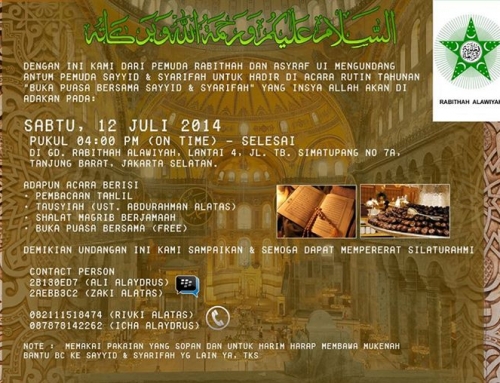 السلام عليكم ورحمة الله وبركاته
RABITHAH ALAWIYAH
DENGAN INI KAMI DARI PEMUDA RABITHAH DAN ASYRAF UI MENGUNDANG
ANTUM PEMUDA SAYYID & SYARIFAH UNTUK HADIR DI ACARA RUTIN TAHUNAN
"BUKA PUASA BERSAMA SAYYID & SYARIFAH" YANG INSYA ALLAH AKAN DI
ADAKAN PADA:
SABTU, 12 JULI 2014
PUKUL 04:00 PM (ON TIME) - SELESAI
DI GD. RABITHAH ALAWIYAH, LANTAI 4, JL. TB. SIMATUPANG NO 7A,
TANJUNG BARAT, JAKARTA SELATAN.
ADAPUN ACARA BERISI
• PEMBACAAN TAHLIL
• TAUSYIAH (UST. ABDURAHMAN ALATAS)
• SHALAT MAGRIB BERJAMAAH
• BUKA PUASA BERSAMA (FREE)
DEMIKIAN UNDANGAN INI KAMI SAMPAIKAN & SEMOGA DAPAT MEMPERERAT SILATURAHMI
CONTACT PERSON
28130ED7 (ALI ALAYDRUS)
2AEBB3C2 (ZAKI ALATAS)
082111518474 (RIVKI ALATAS)
087878142262 (ICHA ALAYDRUS)
NOTE : MEMAKAI PAKAIAN YANG SOPAN DAN UNTUK HARIM HARAP MEMBAWA MUKENAH
BANTU BC KE SAYYID & SYARIFAH YG LAIN YA, TKS